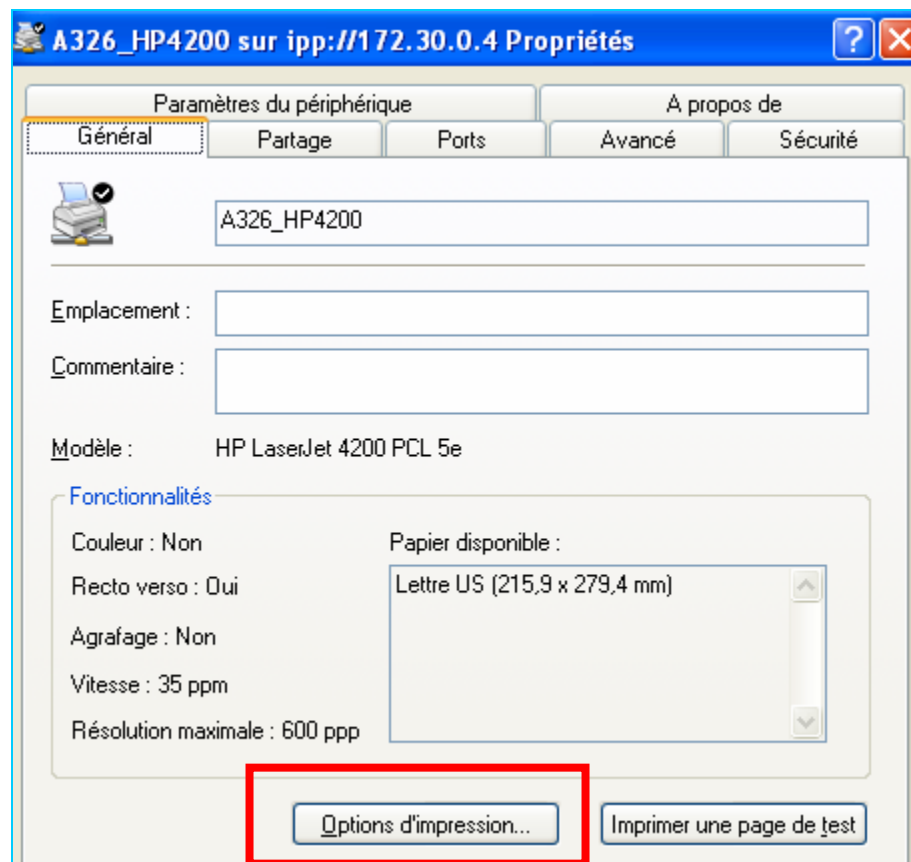 A326_HP4200 sur ipp://172.30.0.4 Propriétés
Paramètres du périphérique A propos de
Général Partage Ports Avancé Sécurité
A326_HP4200
Emplacement :
Commentaire :
Modèle : HP LaserJet 4200 PCL 5e
Fonctionnalités
Couleur : Non Papier disponible :
Recto verso : Oui Lettre US (215,9 x 279,4 mm)
Agrafage : Non
Vitesse : 35 ppm
Résolution maximale : 600 ppp
Options d'impression... Imprimer une page de test